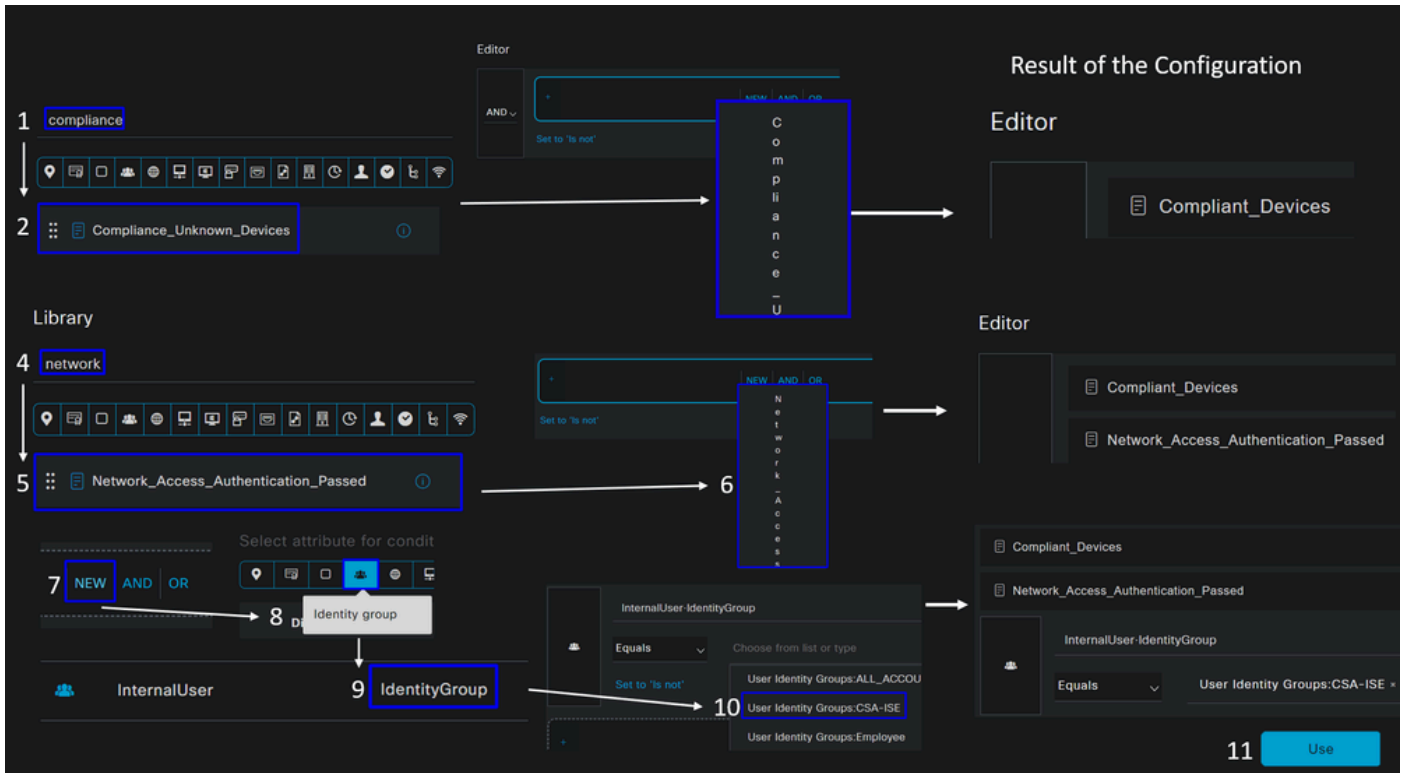 Result of the Configuration
Editor
1 compliance
AND
+
NEW AND OR
Set to 'Is not'
C
o
m
p
li
a
n
c
e
_
U
2 Compliance_Unknown_Devices
Editor
Compliant_Devices
Library
4 network
+
NEW AND OR
Set to 'Is not'
5 Network_Access_Authentication_Passed
6
N
e
t
w
o
r
k
_
A
c
c
e
s
s
Editor
Compliant_Devices
Network_Access_Authentication_Passed
7 NEW AND OR
Select attribute for condit
8 Di
Identity group
InternalUser
9 IdentityGroup
InternalUser·IdentityGroup
Equals
Choose from list or type
Set to 'Is not'
User Identity Groups:ALL_ACCOU
10 User Identity Groups:CSA-ISE
User Identity Groups:Employee
+
Compliant_Devices
Network_Access_Authentication_Passed
InternalUser·IdentityGroup
Equals
User Identity Groups:CSA-ISE ×
11 Use